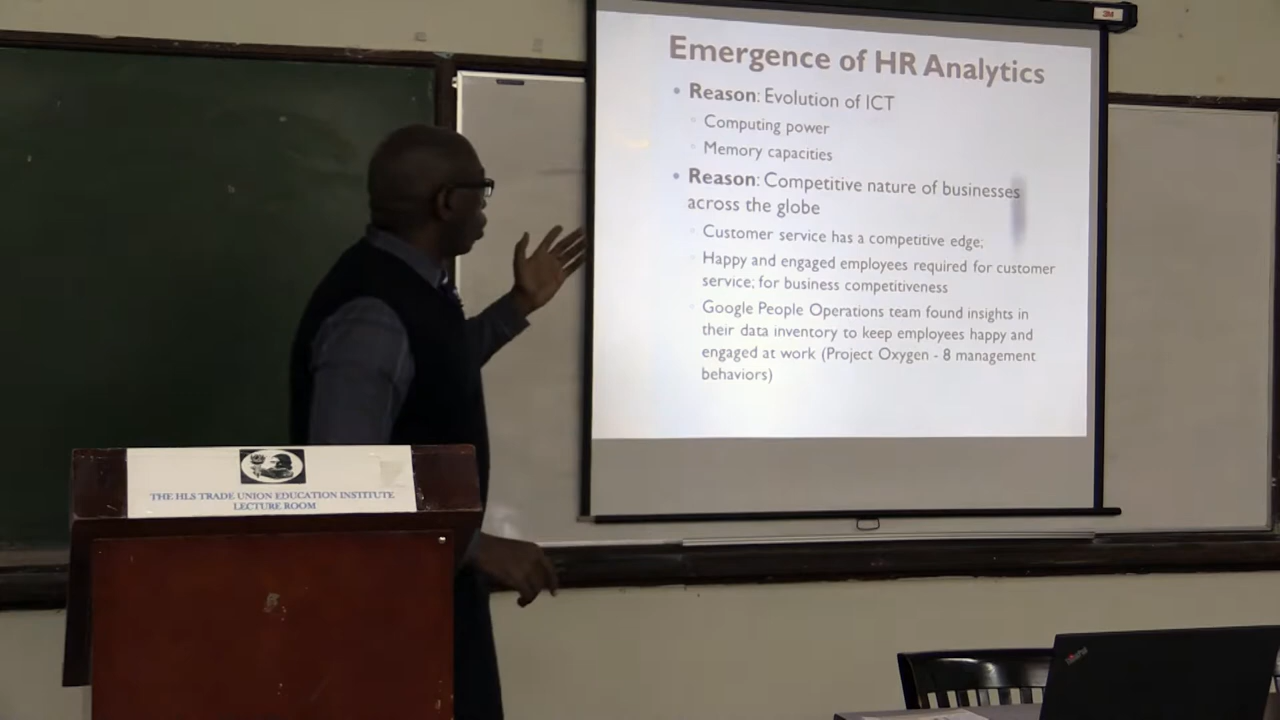 3M
Emergence of HR Analytics
• Reason: Evolution of ICT
Computing power
Memory capacities
• Reason: Competitive nature of businesses
across the globe
Customer service has a competitive edge;
Happy and engaged employees required for customer
service; for business competitiveness
Google People Operations team found insights in
their data inventory to keep employees happy and
engaged at work (Project Oxygen - 8 management
behaviors)
THE HLS TRADE UNION EDUCATION INSTITUTE
LECTURE ROOM
ThinkPad